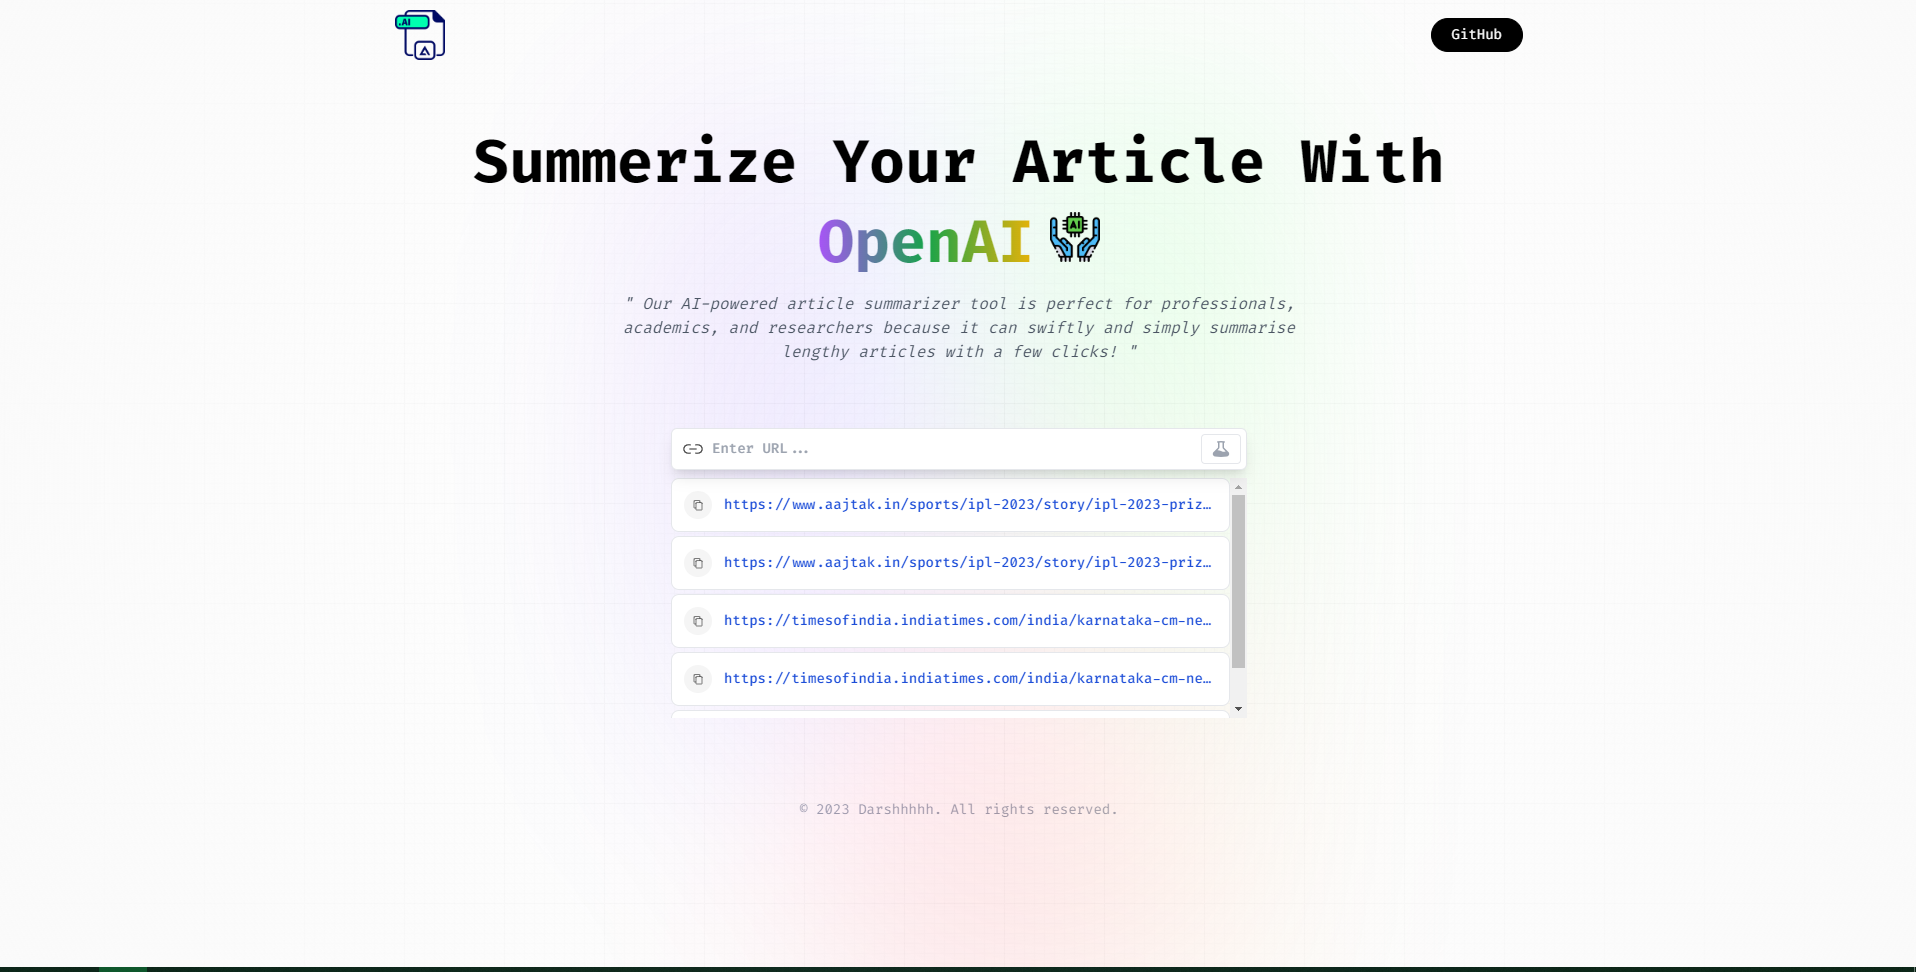 .AI
GitHub
Summerize Your Article With
OpenAI
AI
" Our AI-powered article summarizer tool is perfect for professionals,
academics, and researchers because it can swiftly and simply summarise
lengthy articles with a few clicks! "
Enter URL...
https://www.aajtak.in/sports/ipl-2023/story/ipl-2023-priz…
https://www.aajtak.in/sports/ipl-2023/story/ipl-2023-priz…
https://timesofindia.indiatimes.com/india/karnataka-cm-ne…
https://timesofindia.indiatimes.com/india/karnataka-cm-ne…
© 2023 Darshhhhh. All rights reserved.